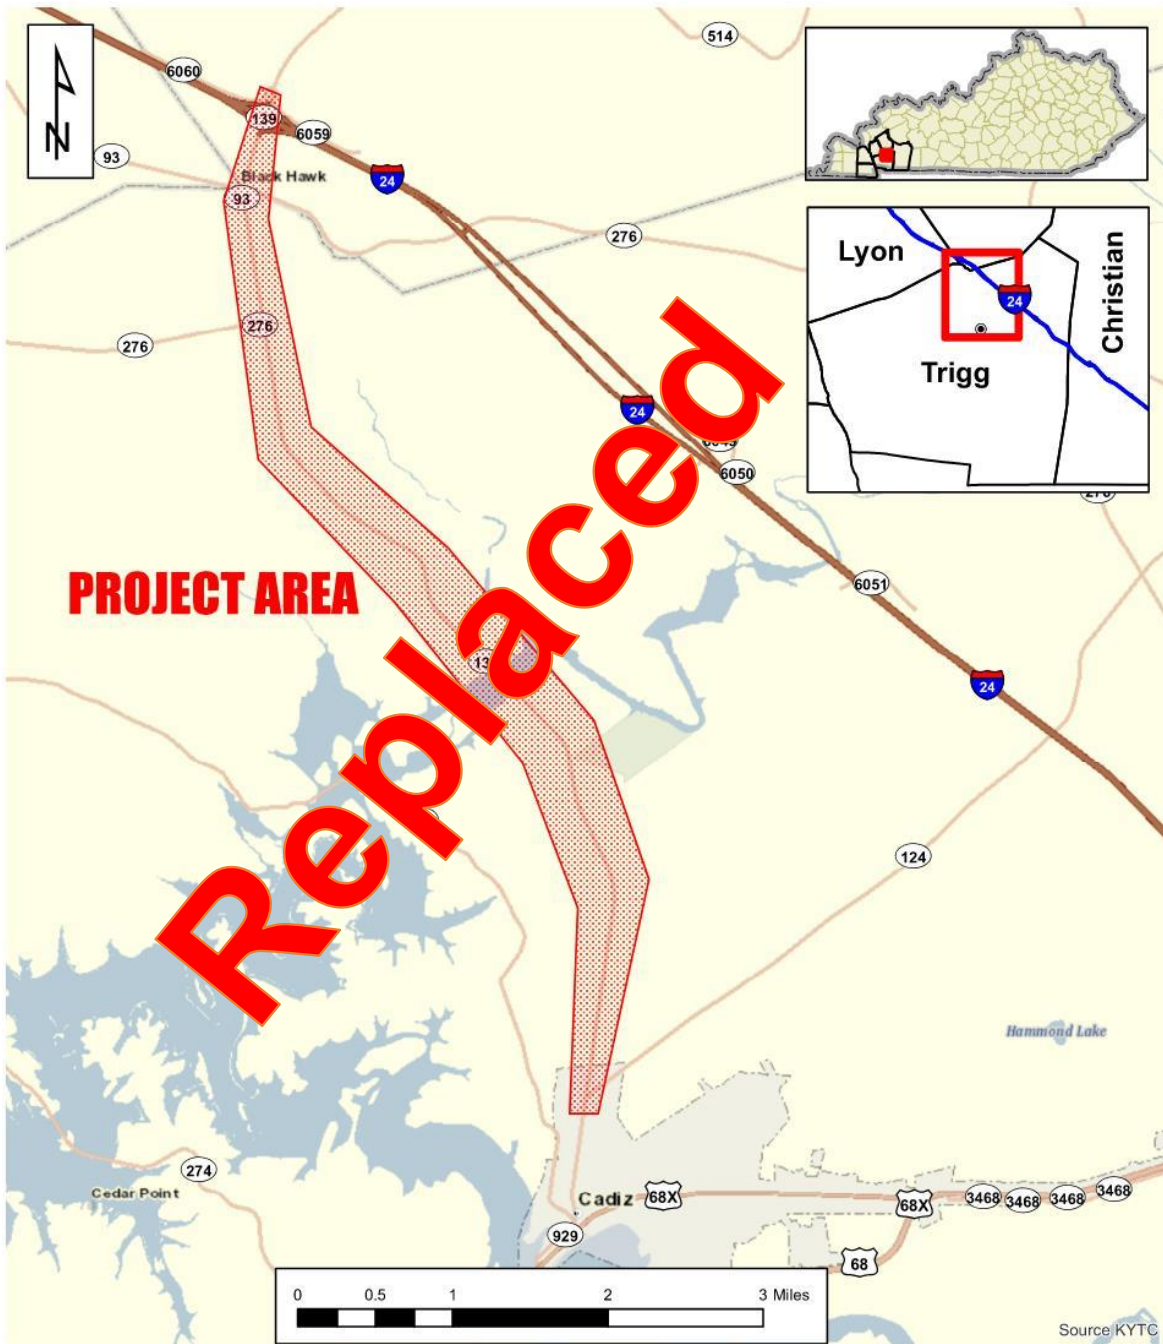 514
6060
139
6059
N
93
24
Black Hawk
93
276
276
276
Lyon
Christian
24
Trigg
24
6050
6051
PROJECT AREA
24
Replaced
124
Hammond Lake
274
Cedar Point
Cadiz
68X
68X
3468
3468
3468
3468
929
68
0 0.5 1 2 3 Miles
Source KYTC